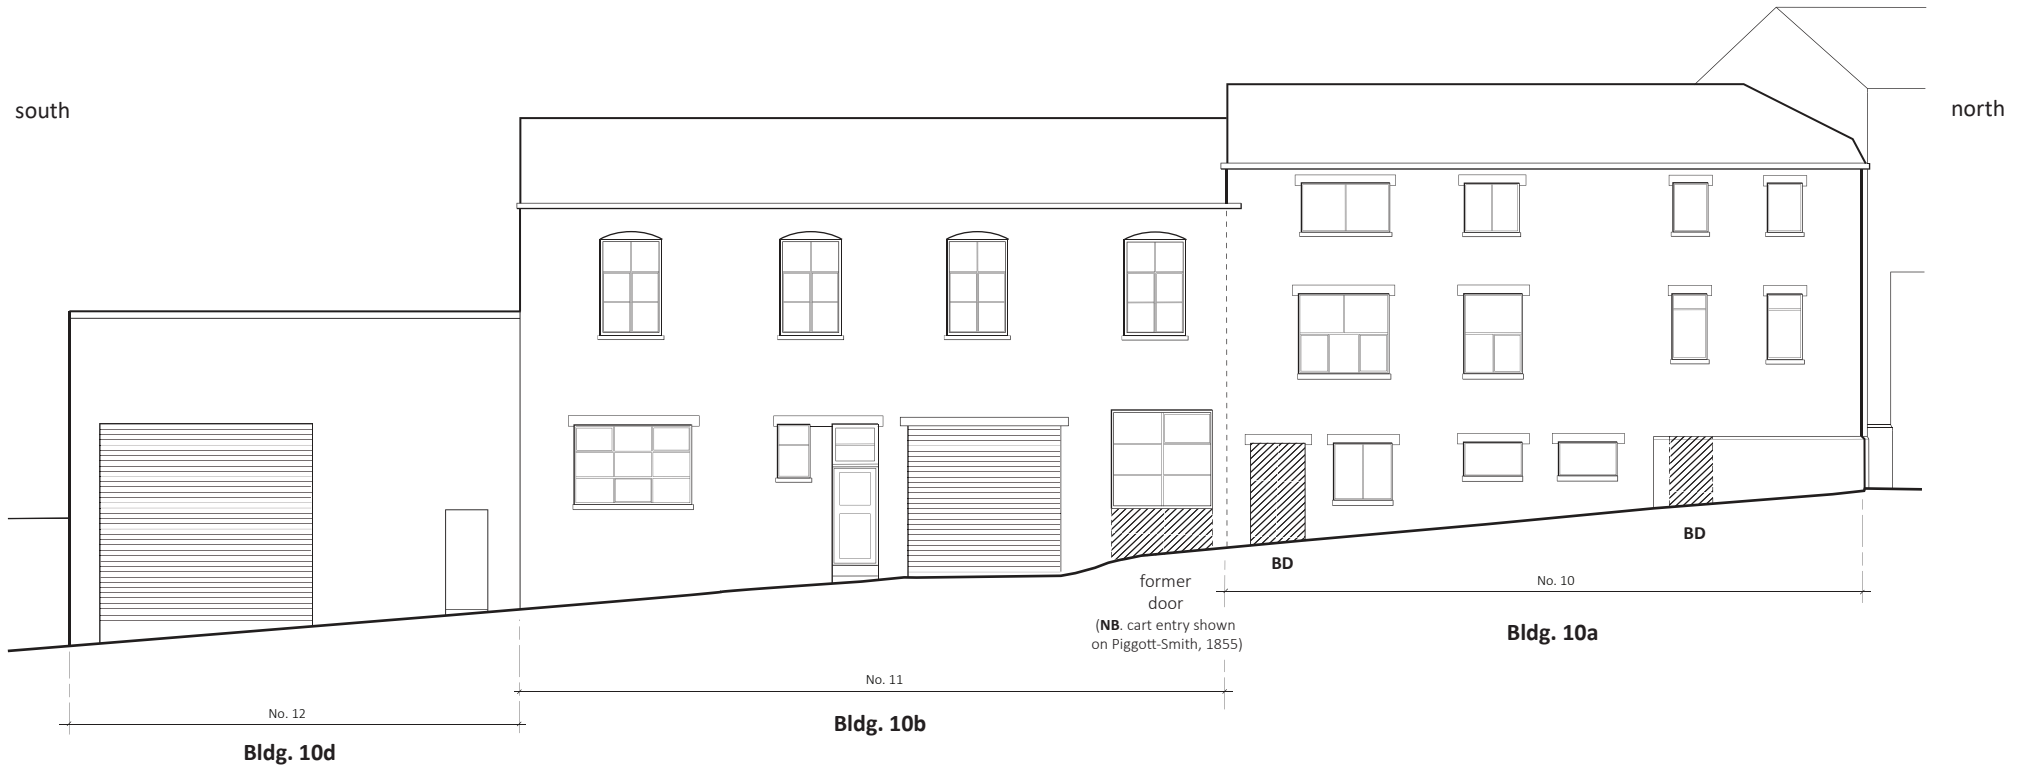 south
north
BD
BD
former
door
(NB. cart entry shown
on Piggott-Smith, 1855)
No. 10
Bldg. 10a
No. 11
Bldg. 10b
No. 12
Bldg. 10d